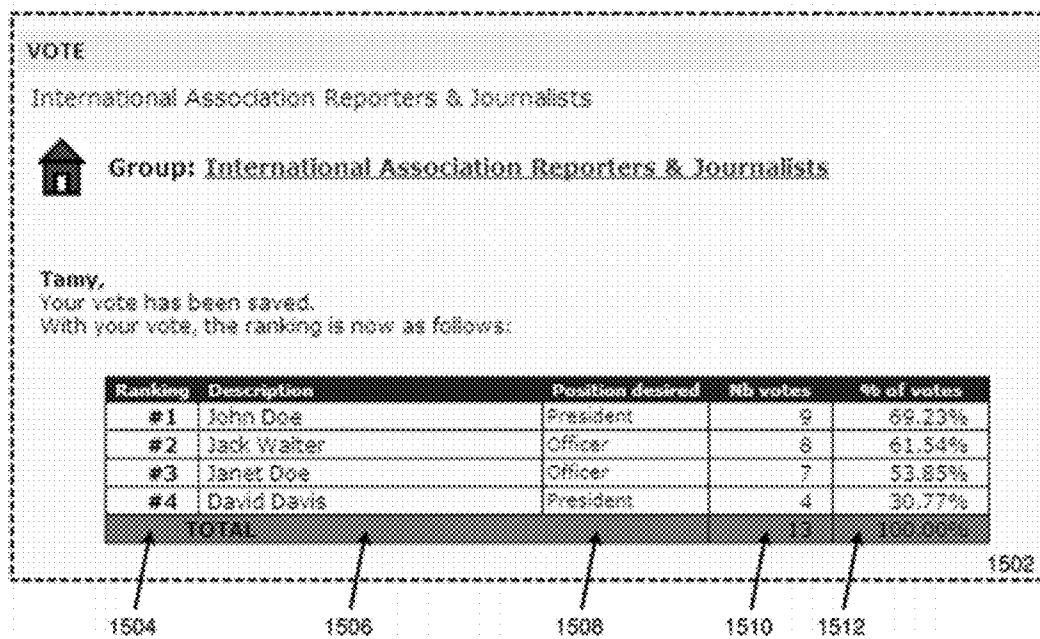 VOTE
International Association Reporters & Journalists
Group: International Association Reporters & Journalists
Tamy,
Your vote has been saved.
With your vote, the ranking is now as follows:
Ranking Description Position desired Nb votes % of votes
#1 John Doe President 9 69.23%
#2 Jack Walter Officer 8 61.54%
#3 Janet Doe Officer 7 53.85%
#4 David Davis President 4 30.77%
TOTAL 13 100.00%
1502
1504 1506 1508 1510 1512